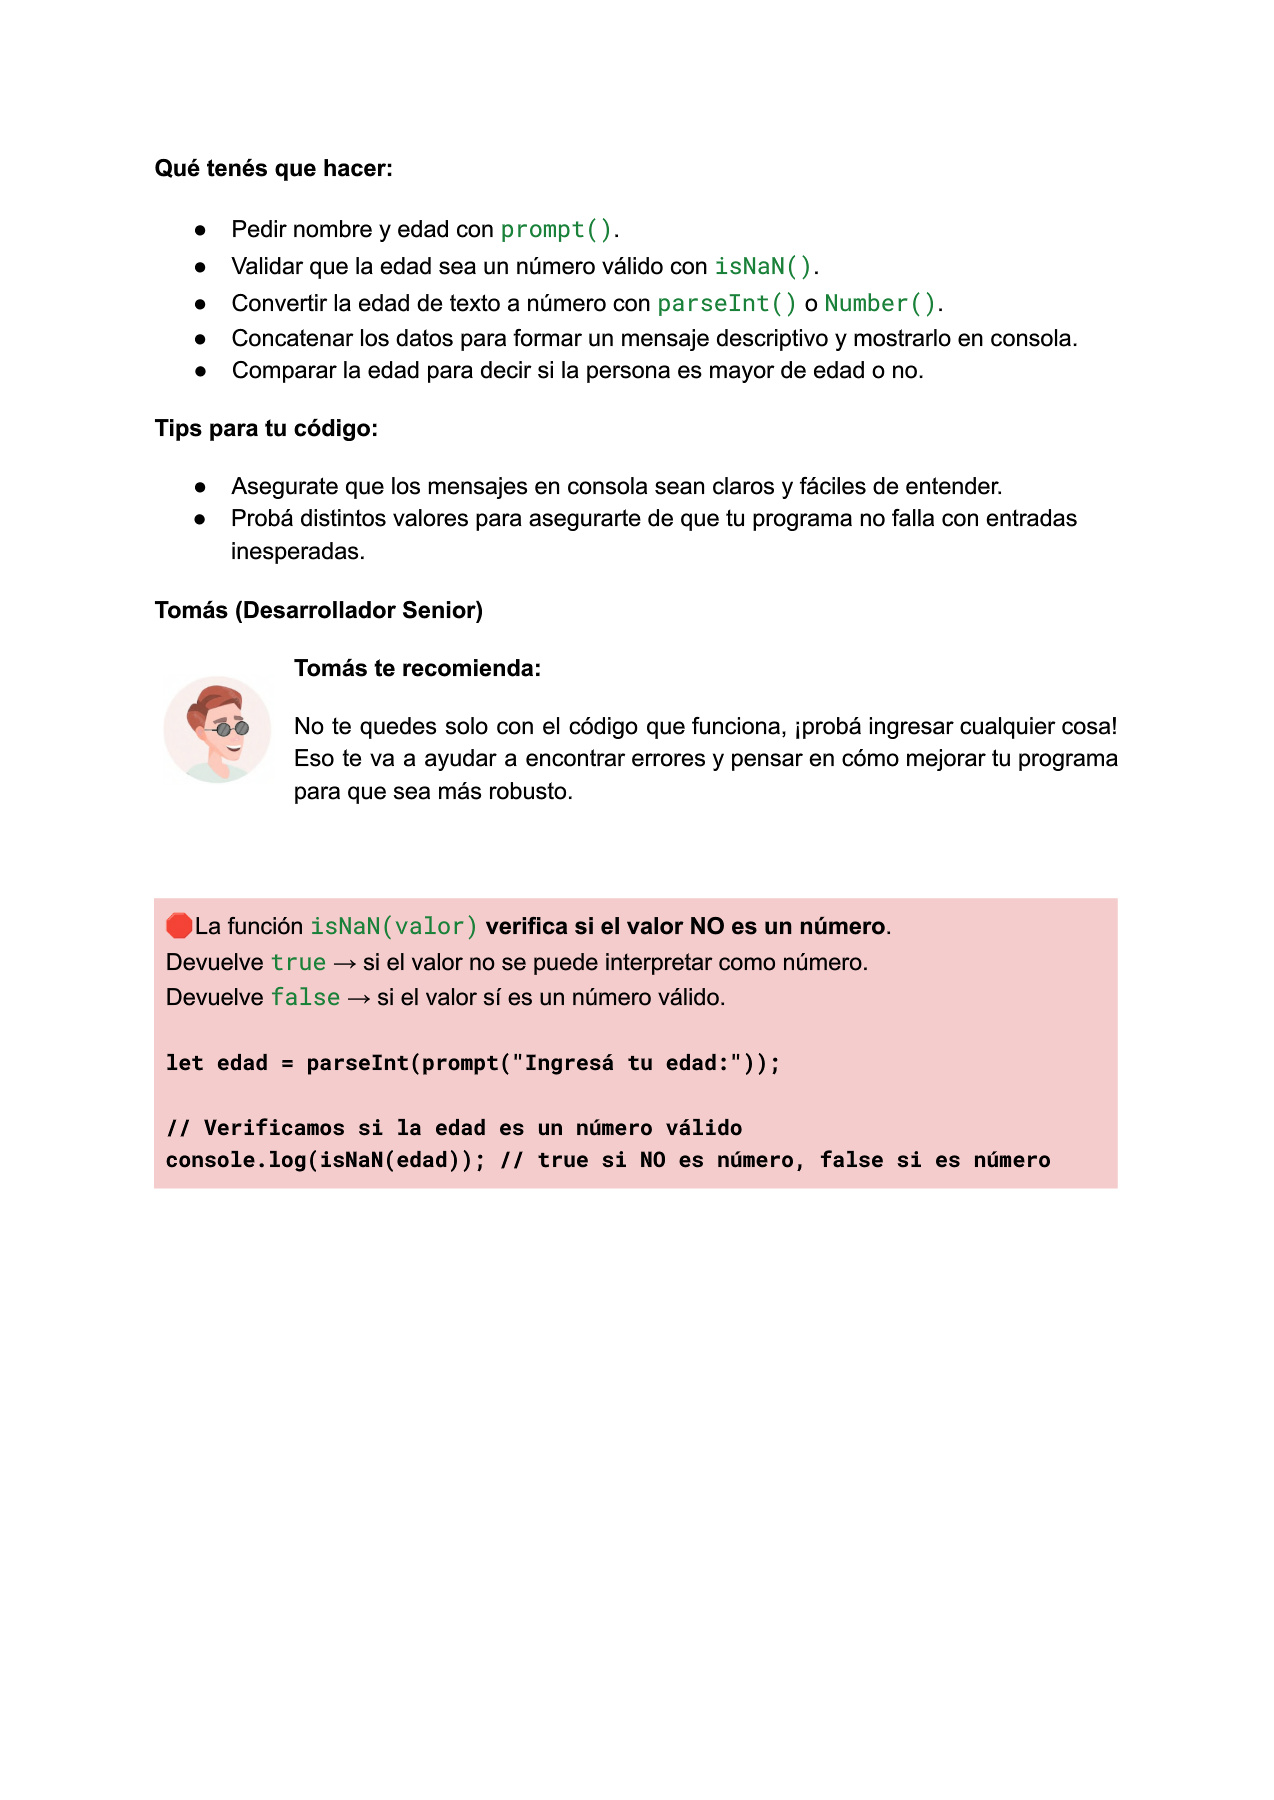 Qué tenés que hacer:
● Pedir nombre y edad con prompt().
● Validar que la edad sea un número válido con isNaN().
● Convertir la edad de texto a número con parseInt() o Number().
● Concatenar los datos para formar un mensaje descriptivo y mostrarlo en consola.
● Comparar la edad para decir si la persona es mayor de edad o no.
Tips para tu código:
● Asegurate que los mensajes en consola sean claros y fáciles de entender.
● Probá distintos valores para asegurarte de que tu programa no falla con entradas
inesperadas.
Tomás (Desarrollador Senior)
Tomás te recomienda:
No te quedes solo con el código que funciona, ¡probá ingresar cualquier cosa!
Eso te va a ayudar a encontrar errores y pensar en cómo mejorar tu programa
para que sea más robusto.
🛑La función isNaN(valor) verifica si el valor NO es un número.
Devuelve true → si el valor no se puede interpretar como número.
Devuelve false → si el valor sí es un número válido.
let edad = parseInt(prompt("Ingresá tu edad:"));
// Verificamos si la edad es un número válido
console.log(isNaN(edad)); // true si NO es número, false si es número